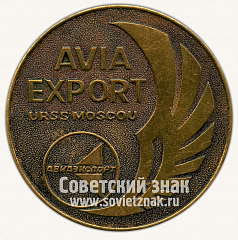 AVIA
EXPORT
URSS MOSCOU
АВИАЭКСПОРТ
Советский знак
www.sovietznak.ru